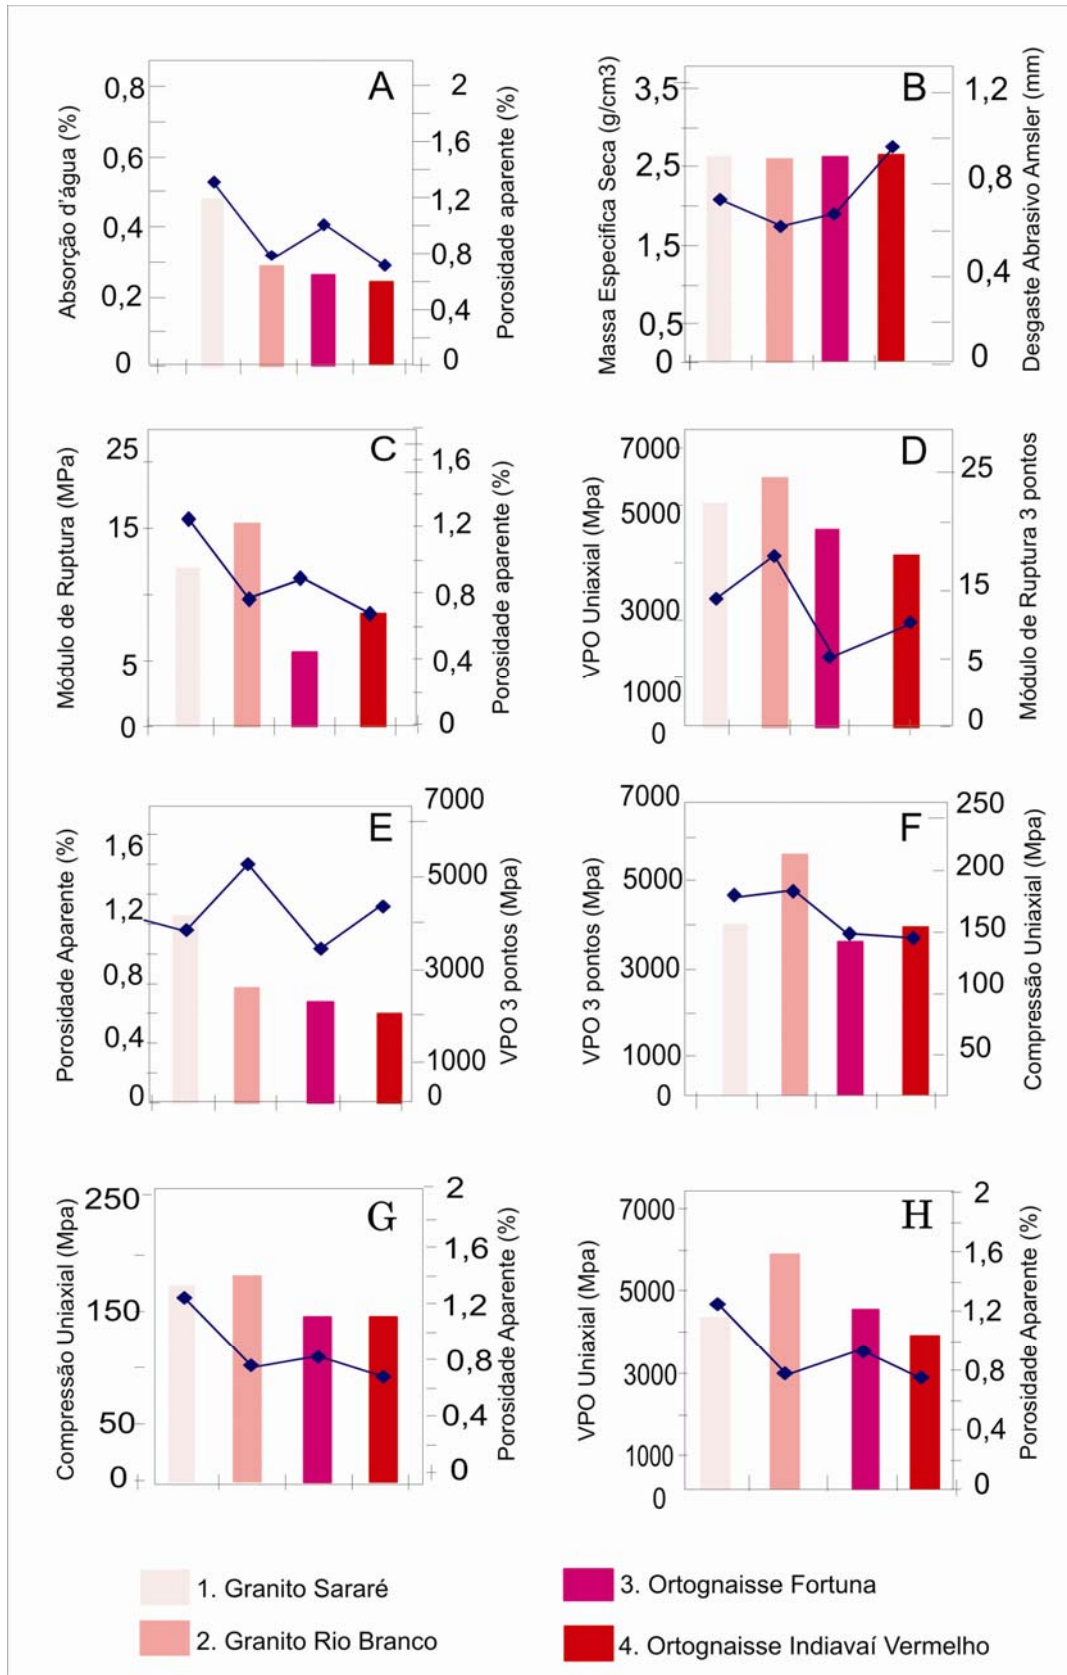 A
Absorção d'água (%)
0,8
0,6
0,4
0,2
0
2
1,6
1,2
0,8
0,4
0
Porosidade aparente (%)
B
Massa Especifica Seca (g/cm3)
3,5
2,5
1,5
0,5
0
1,2
0,8
0,4
0
Desgaste Abrasivo Amsler (mm)
C
Módulo de Ruptura (MPa)
25
15
5
0
1,6
1,2
0,8
0,4
0
Porosidade aparente (%)
D
VPO Uniaxial (Mpa)
7000
5000
3000
1000
0
25
15
5
0
Módulo de Ruptura 3 pontos
E
Porosidade Aparente (%)
1,6
1,2
0,8
0,4
0
7000
5000
3000
1000
0
VPO 3 pontos (Mpa)
F
VPO 3 pontos (Mpa)
7000
5000
3000
1000
0
250
200
150
100
50
Compressão Uniaxial (Mpa)
G
Compressão Uniaxial (Mpa)
250
150
50
0
2
1,6
1,2
0,8
0,4
0
Porosidade Aparente (%)
H
VPO Uniaxial (Mpa)
7000
5000
3000
1000
0
2
1,6
1,2
0,8
0,4
0
Porosidade Aparente (%)
1. Granito Sararé
2. Granito Rio Branco
3. Ortognaisse Fortuna
4. Ortognaisse Indiavaí Vermelho